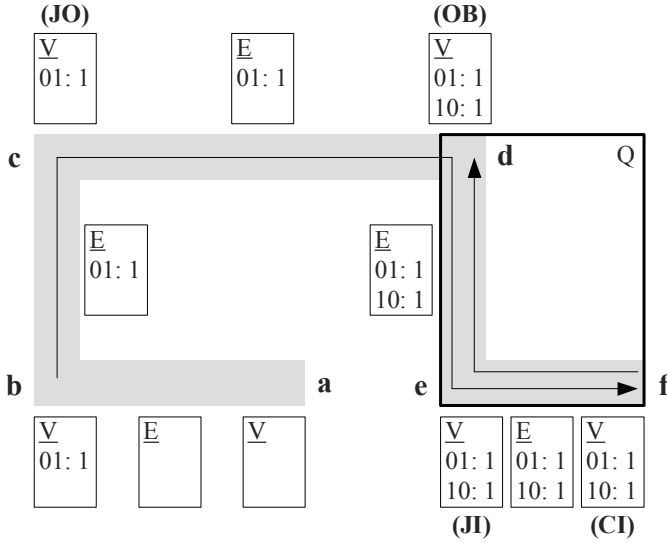 (JO) (OB)
V E V
01: 1 01: 1 01: 1
10: 1
c d Q
E E
01: 1 01: 1
10: 1
b a e f
V E V V E V
01: 1 01: 1 01: 1 01: 1
10: 1 10: 1 10: 1
(JI) (CI)